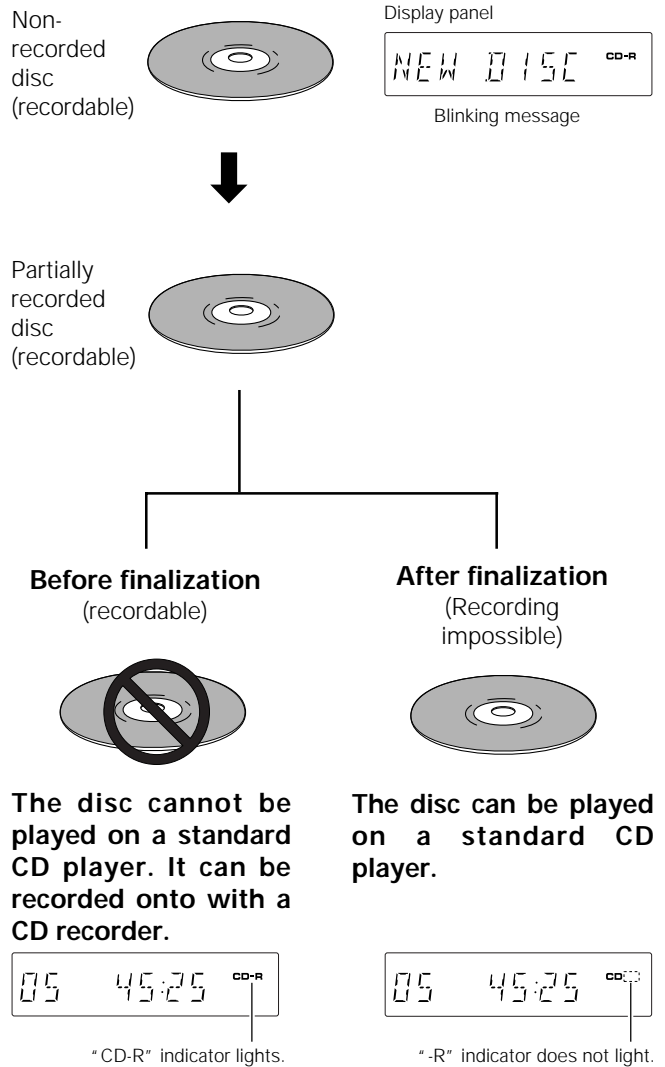 Non-
recorded
disc
(recordable)
Display panel
NEW DISC CD-R
Blinking message
Partially
recorded
disc
(recordable)
Before finalization
(recordable)
The disc cannot be
played on a standard
CD player. It can be
recorded onto with a
CD recorder.
05 45:25 CD-R
"CD-R" indicator lights.
After finalization
(Recording
impossible)
The disc can be played
on a standard CD
player.
05 45:25 CD
"-R" indicator does not light.